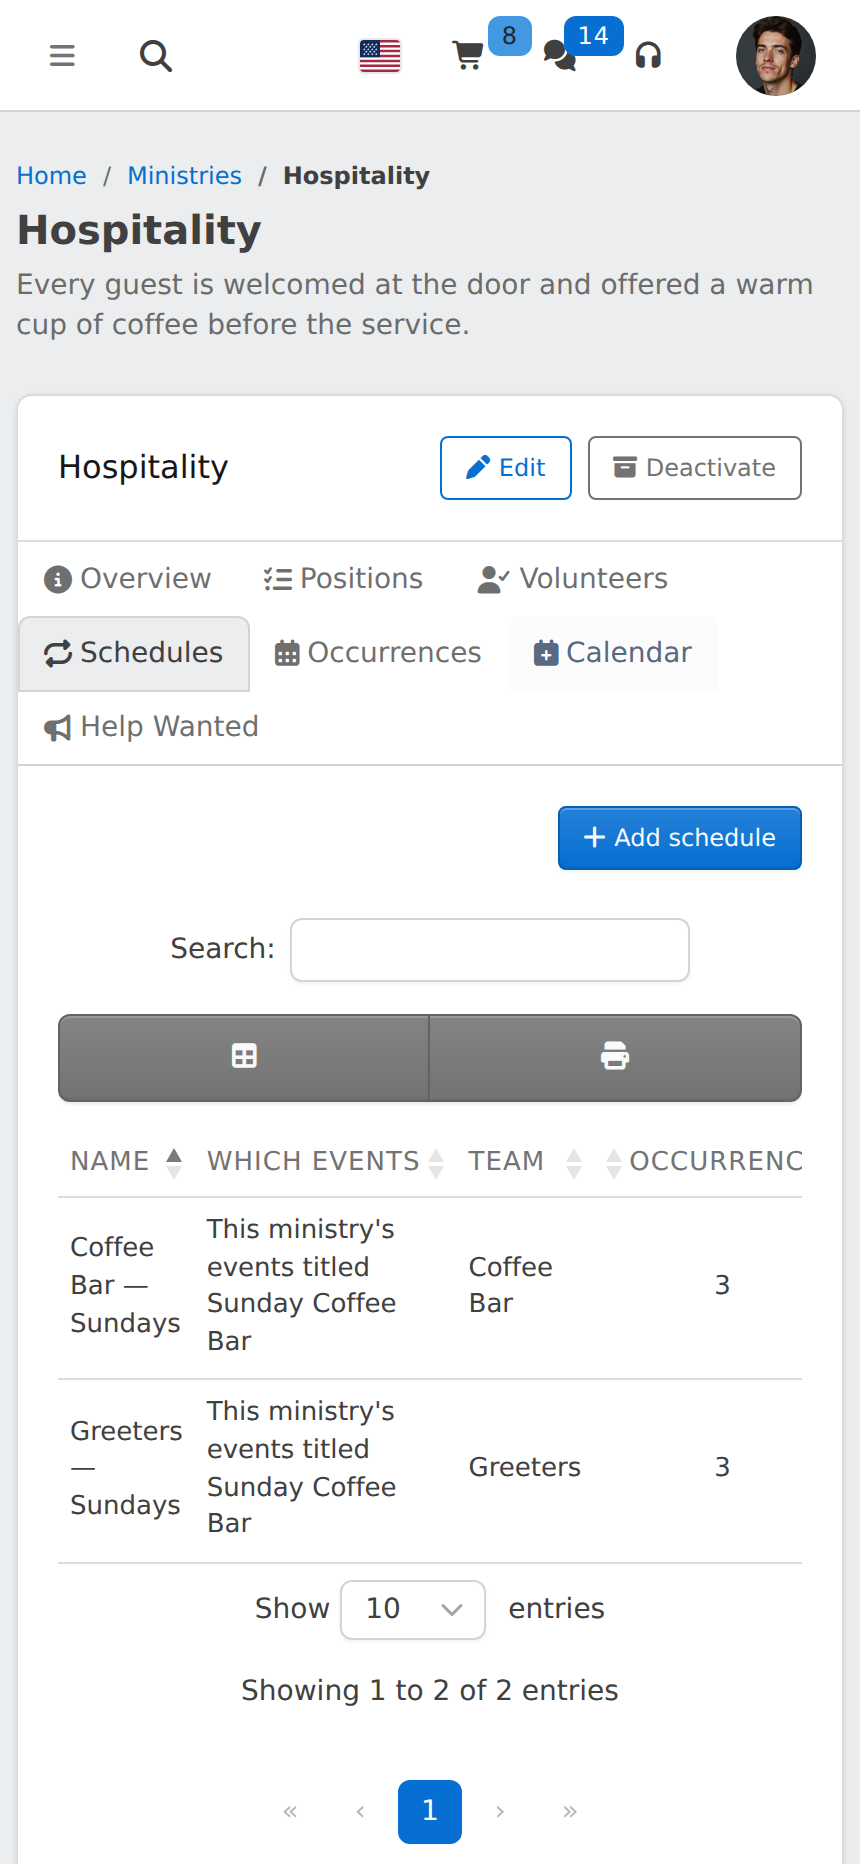 8
14
Home / Ministries / Hospitality
Hospitality
Every guest is welcomed at the door and offered a warm
cup of coffee before the service.
Hospitality
Edit
Deactivate
Overview
Positions
Volunteers
Schedules
Occurrences
Calendar
Help Wanted
Add schedule
Search:
NAME
WHICH EVENTS
TEAM
OCCURRENC
Coffee
Bar —
Sundays
This ministry's
events titled
Sunday Coffee
Bar
Coffee
Bar
3
Greeters
—
Sundays
This ministry's
events titled
Sunday Coffee
Bar
Greeters
3
Show 10 entries
Showing 1 to 2 of 2 entries
« ‹ 1 › »